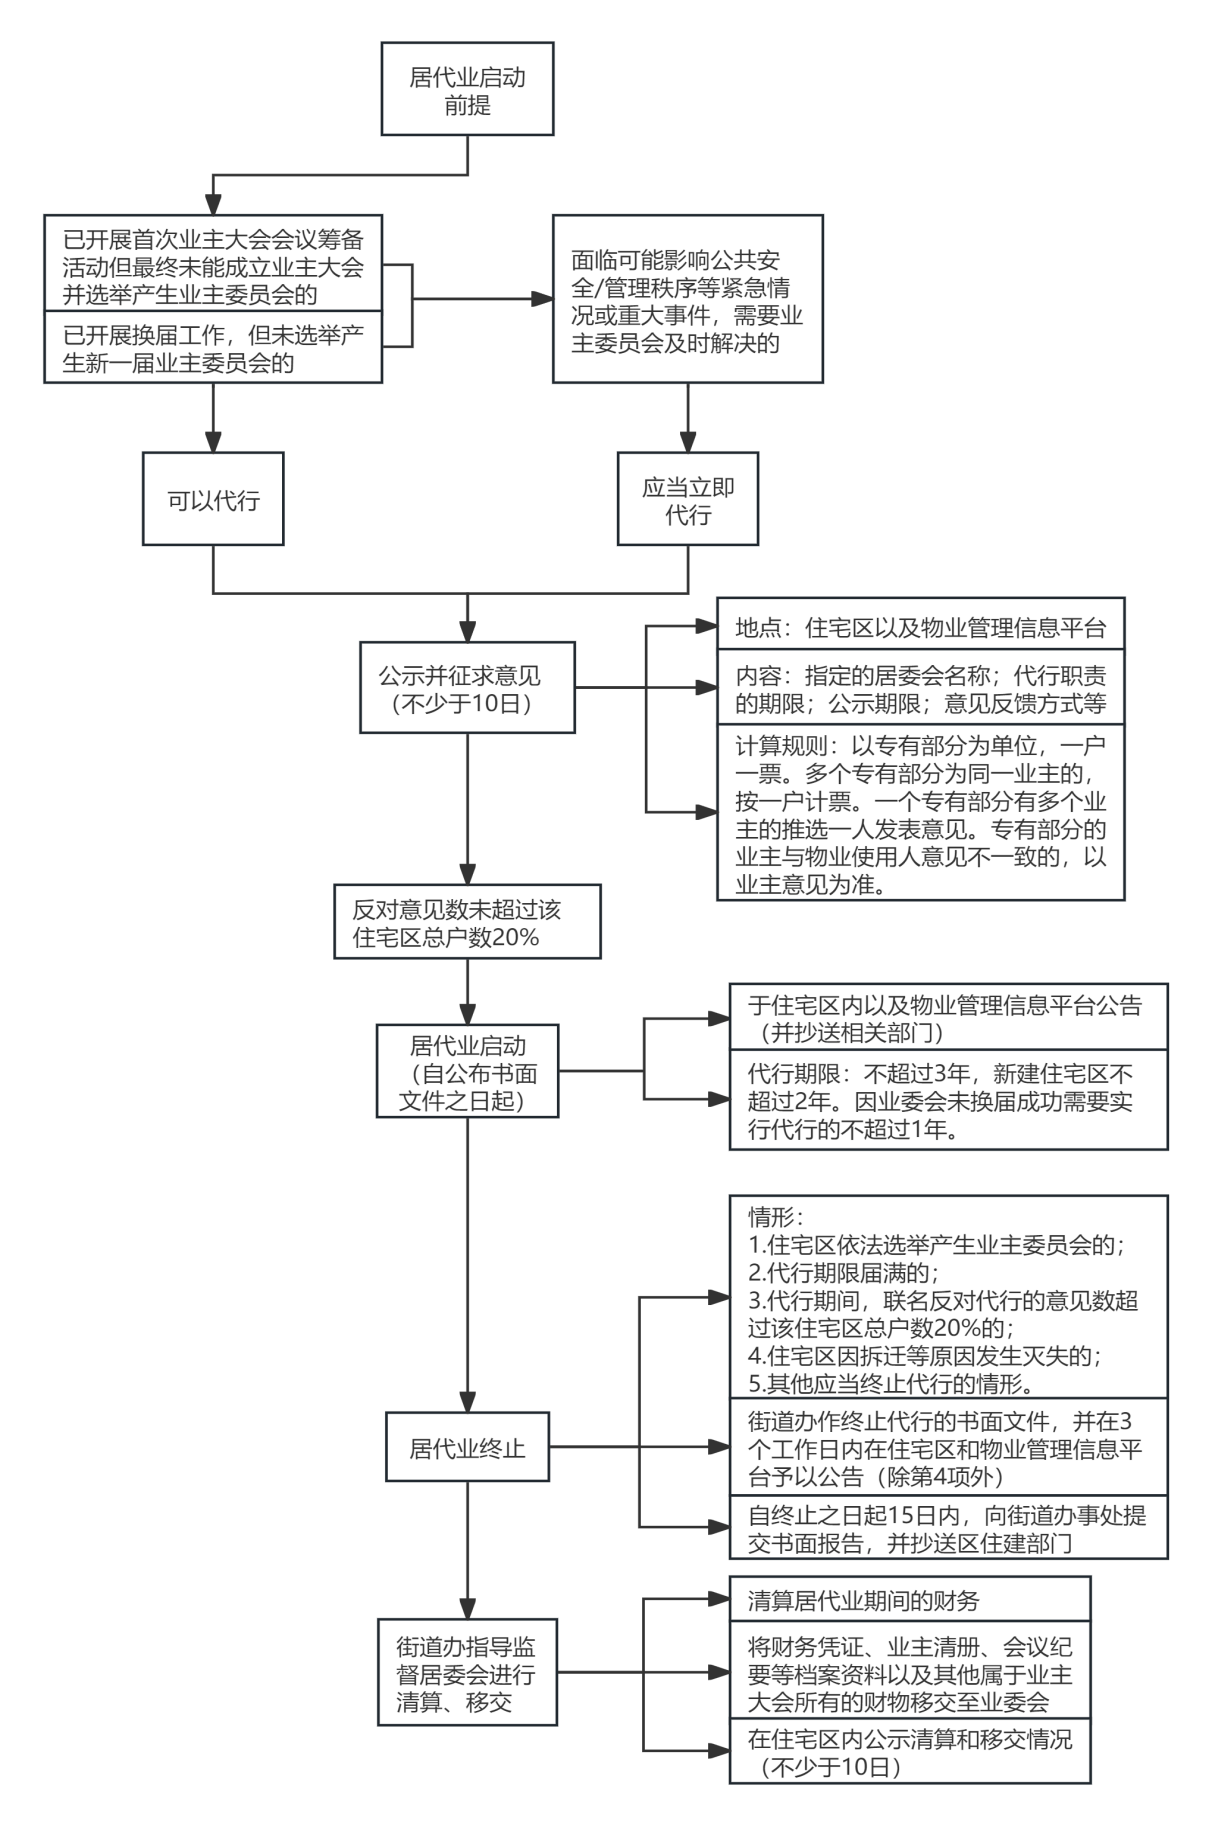 居代业启动
前提
已开展首次业主大会会议筹备
活动但最终未能成立业主大会
并选举产生业主委员会的
已开展换届工作，但未选举产
生新一届业主委员会的
面临可能影响公共安
全/管理秩序等紧急情
况或重大事件，需要业
主委员会及时解决的
可以代行
应当立即
代行
公示并征求意见
（不少于10日）
地点：住宅区以及物业管理信息平台
内容：指定的居委会名称；代行职责
的期限；公示期限；意见反馈方式等
计算规则：以专有部分为单位，一户
一票。多个专有部分为同一业主的，
按一户计票。一个专有部分有多个业
主的推选一人发表意见。专有部分的
业主与物业使用人意见不一致的，以
业主意见为准。
反对意见数未超过该
住宅区总户数20%
居代业启动
（自公布书面
文件之日起）
于住宅区内以及物业管理信息平台公告
（并抄送相关部门）
代行期限：不超过3年，新建住宅区不
超过2年。因业委会未换届成功需要实
行代行的不超过1年。
情形：
1.住宅区依法选举产生业主委员会的；
2.代行期限届满的；
3.代行期间，联名反对代行的意见数超
过该住宅区总户数20%的；
4.住宅区因拆迁等原因发生灭失的；
5.其他应当终止代行的情形。
居代业终止
街道办作终止代行的书面文件，并在3
个工作日内在住宅区和物业管理信息平
台予以公告（除第4项外）
自终止之日起15日内，向街道办事处提
交书面报告，并抄送区住建部门
街道办指导监
督居委会进行
清算、移交
清算居代业期间的财务
将财务凭证、业主清册、会议纪
要等档案资料以及其他属于业主
大会所有的财物移交至业委会
在住宅区内公示清算和移交情况
（不少于10日）